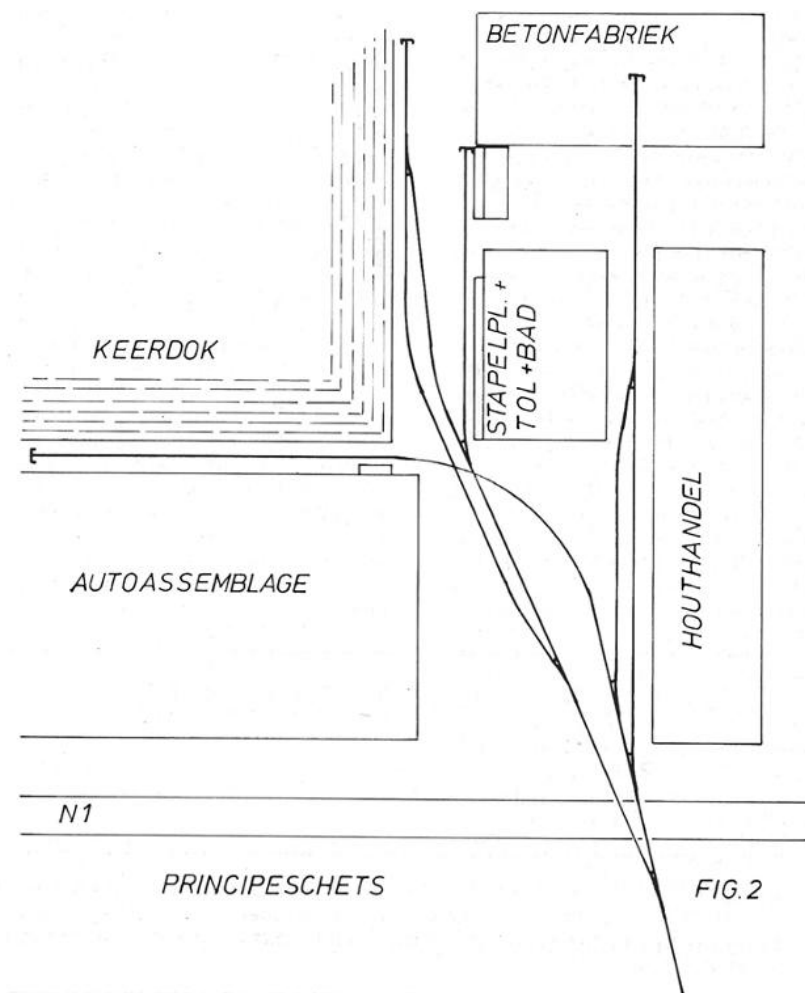 BETONFABRIEK
KEERDOK
STAPELPL. +
TOL + BAD
HOUTHANDEL
AUTOASSEMBLAGE
N1
PRINCIPESCHETS
FIG. 2